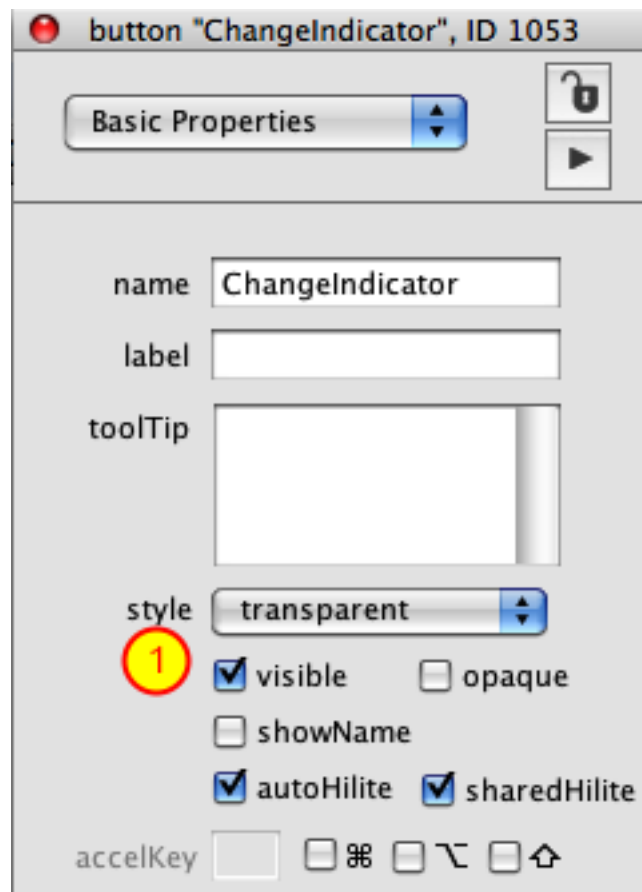 button "ChangeIndicator", ID 1053
Basic Properties
name ChangeIndicator
label
toolTip
style transparent
1 visible opaque
showName
autoHilite sharedHilite
accelKey ⌘ ⌥ ⇧